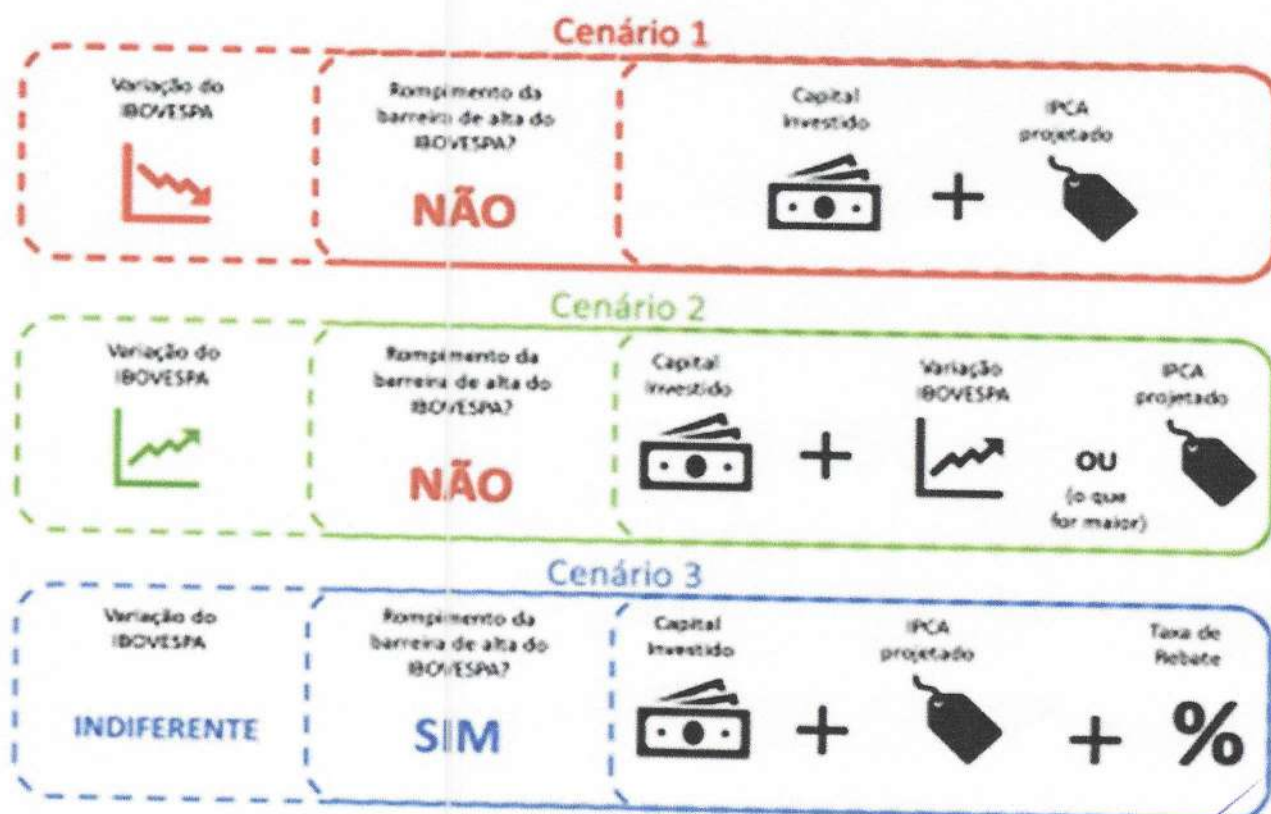 Cenário 1
Variação do
IBOVESPA
Rompimento da
barreira de alta do
IBOVESPA?
NÃO
Capital
Investido
+
IPCA
projetado
Cenário 2
Variação do
IBOVESPA
Rompimento da
barreira de alta do
IBOVESPA?
NÃO
Capital
Investido
+
Variação
IBOVESPA
OU
(o que
for maior)
IPCA
projetado
Cenário 3
Variação do
IBOVESPA
INDIFERENTE
Rompimento da
barreira de alta do
IBOVESPA?
SIM
Capital
Investido
+
IPCA
projetado
+
Taxa de
Rebate
%